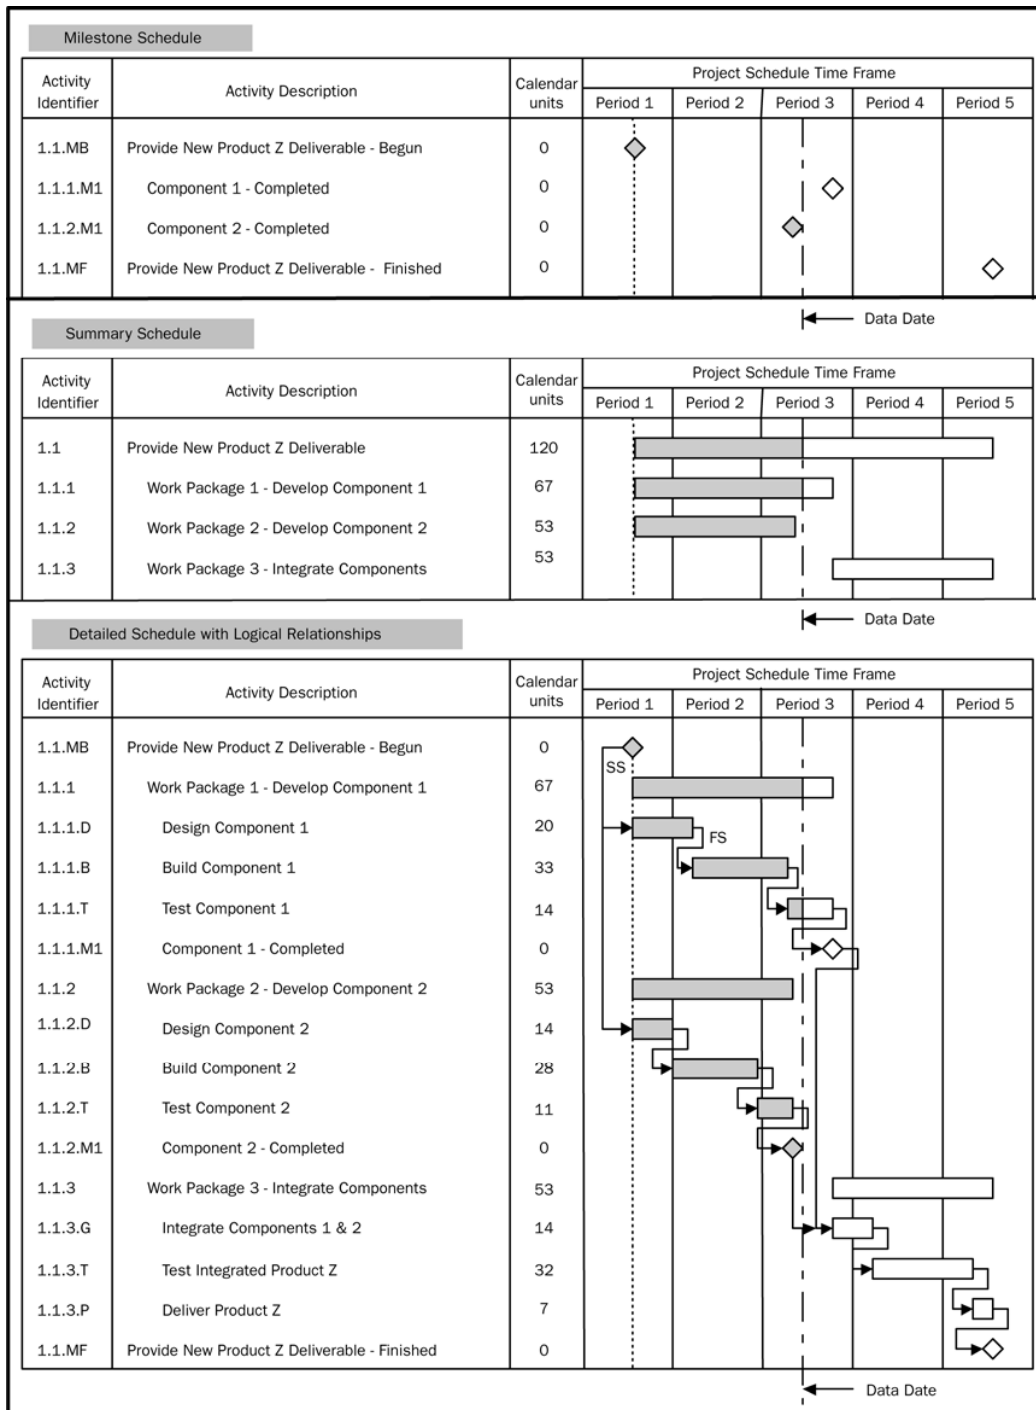 Milestone Schedule
Activity Identifier Activity Description Calendar units Project Schedule Time Frame
Period 1 Period 2 Period 3 Period 4 Period 5
1.1.MB Provide New Product Z Deliverable - Begun 0
1.1.1.M1 Component 1 - Completed 0
1.1.2.M1 Component 2 - Completed 0
1.1.MF Provide New Product Z Deliverable - Finished 0
Data Date
Summary Schedule
Activity Identifier Activity Description Calendar units Project Schedule Time Frame
Period 1 Period 2 Period 3 Period 4 Period 5
1.1 Provide New Product Z Deliverable 120
1.1.1 Work Package 1 - Develop Component 1 67
1.1.2 Work Package 2 - Develop Component 2 53
1.1.3 Work Package 3 - Integrate Components 53
Data Date
Detailed Schedule with Logical Relationships
Activity Identifier Activity Description Calendar units Project Schedule Time Frame
Period 1 Period 2 Period 3 Period 4 Period 5
1.1.MB Provide New Product Z Deliverable - Begun 0
SS
1.1.1 Work Package 1 - Develop Component 1 67
1.1.1.D Design Component 1 20
FS
1.1.1.B Build Component 1 33
1.1.1.T Test Component 1 14
1.1.1.M1 Component 1 - Completed 0
1.1.2 Work Package 2 - Develop Component 2 53
1.1.2.D Design Component 2 14
1.1.2.B Build Component 2 28
1.1.2.T Test Component 2 11
1.1.2.M1 Component 2 - Completed 0
1.1.3 Work Package 3 - Integrate Components 53
1.1.3.G Integrate Components 1 & 2 14
1.1.3.T Test Integrated Product Z 32
1.1.3.P Deliver Product Z 7
1.1.MF Provide New Product Z Deliverable - Finished 0
Data Date